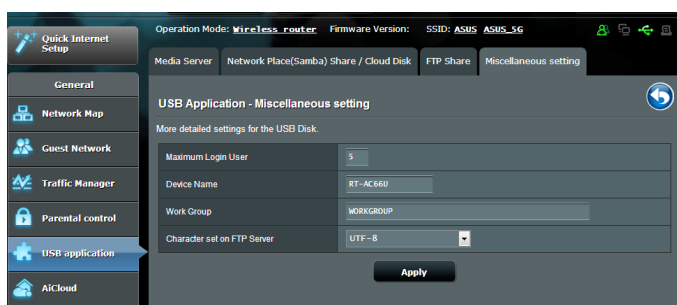 Quick Internet
Setup
Operation Mode: Wireless router Firmware Version: SSID: ASUS ASUS_5G
Media Server Network Place(Samba) Share / Cloud Disk FTP Share Miscellaneous setting
General
Network Map
Guest Network
Traffic Manager
Parental control
USB application
AiCloud
USB Application - Miscellaneous setting
More detailed settings for the USB Disk.
Maximum Login User 5
Device Name RT-AC66U
Work Group WORKGROUP
Character set on FTP Server UTF-8
Apply